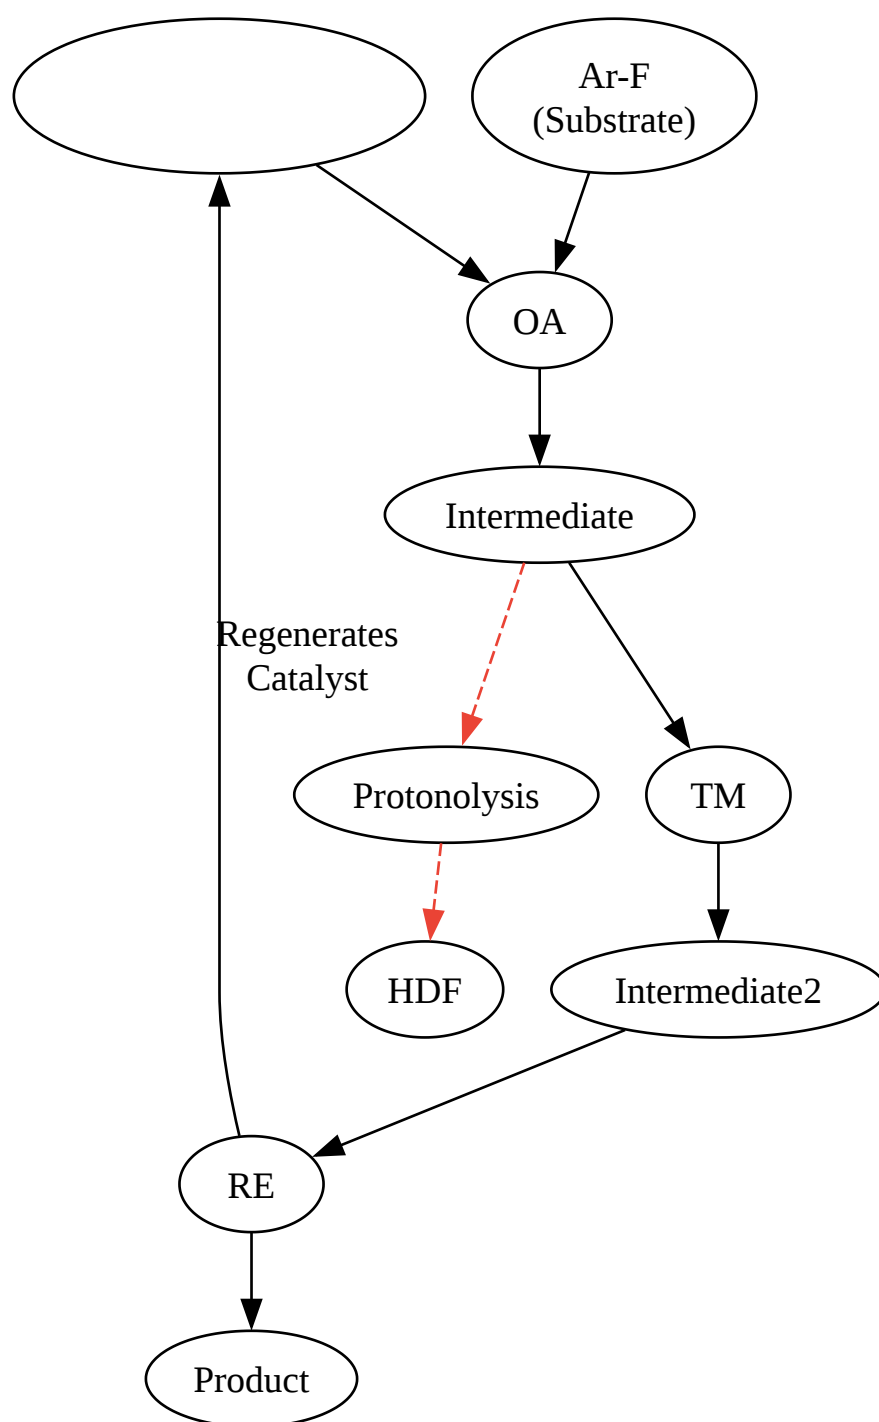 Ar-F
(Substrate)
OA
Intermediate
Regenerates
Catalyst
Protonolysis
TM
HDF
Intermediate2
RE
Product